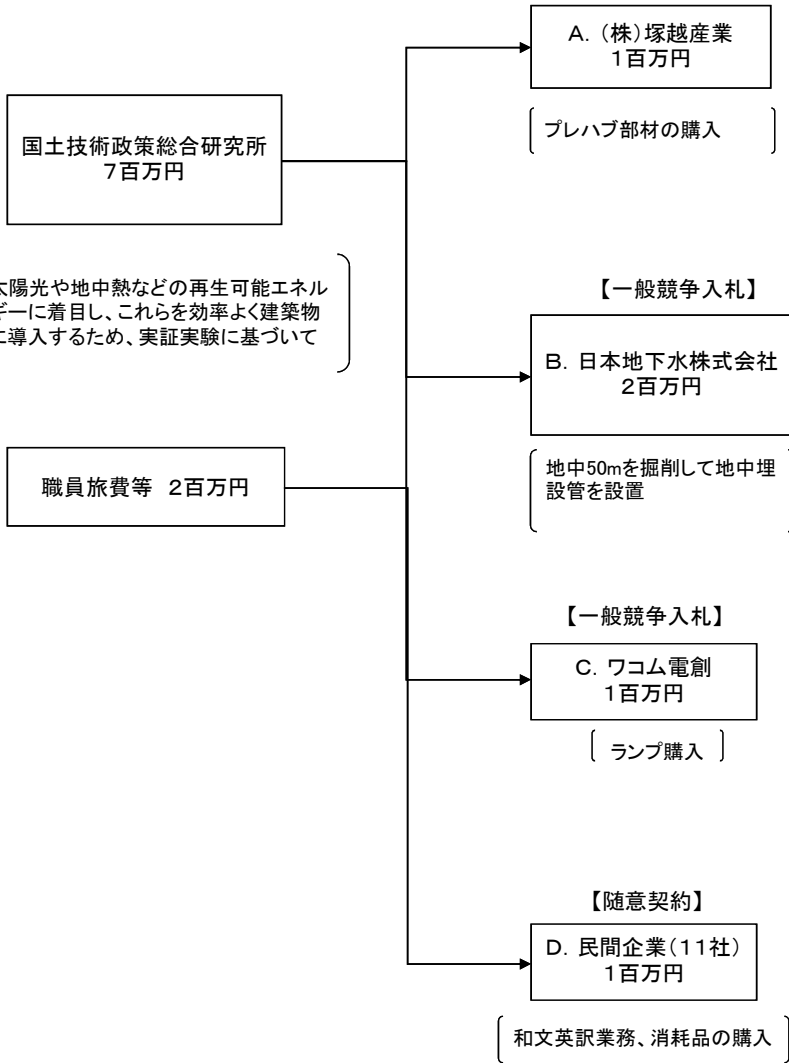 国土技術政策総合研究所
7百万円
太陽光や地中熱などの再生可能エネル
ギーに着目し、これらを効率よく建築物
に導入するため、実証実験に基づいて
職員旅費等 2百万円
A. (株)塚越産業
1百万円
プレハブ部材の購入
【一般競争入札】
B. 日本地下水株式会社
2百万円
地中50mを掘削して地中埋
設管を設置
【一般競争入札】
C. ワコム電創
1百万円
ランプ購入
【随意契約】
D. 民間企業(11社)
1百万円
和文英訳業務、消耗品の購入